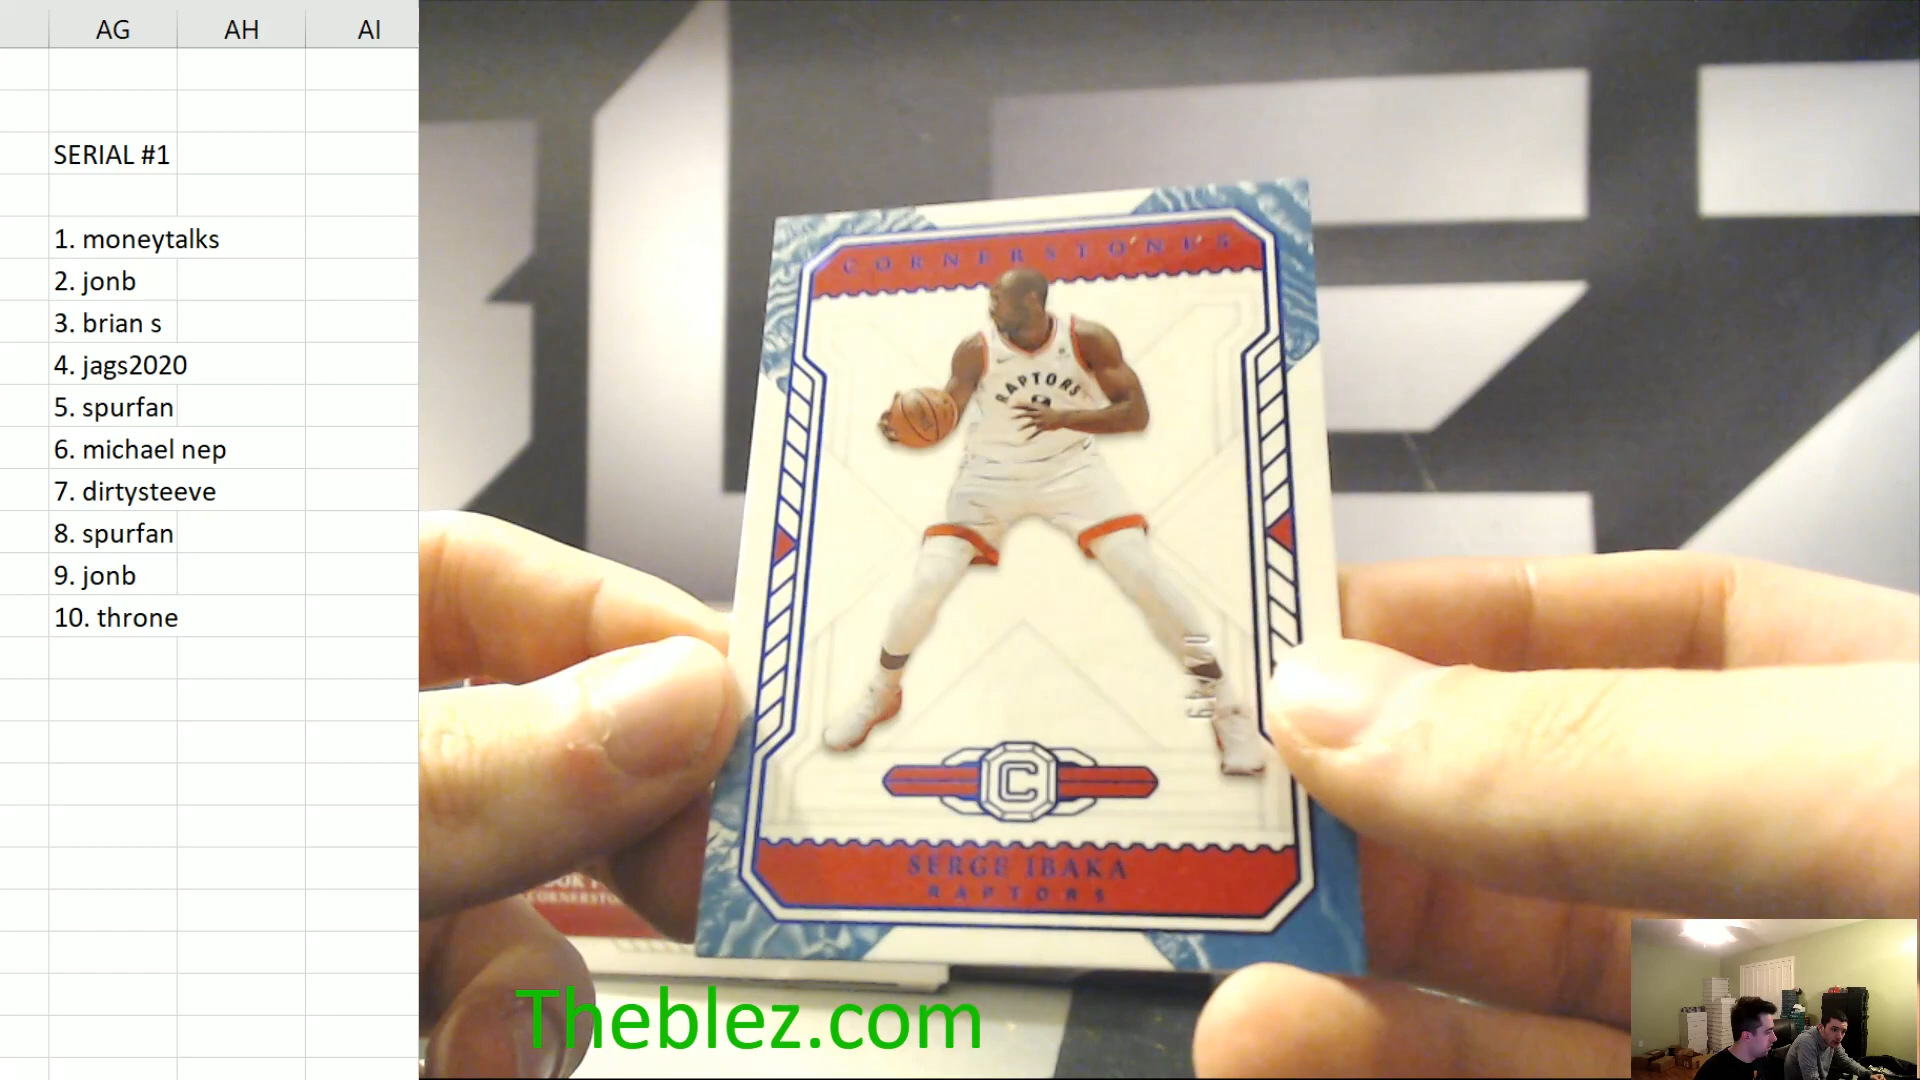 AG AH AI
SERIAL #1
1. moneytalks
2. jonb
3. brian s
4. jags2020
5. spurfan
6. michael nep
7. dirtysteeve
8. spurfan
9. jonb
10. throne
CORNERSTONES
RAPTORS
C
SERGE IBAKA
RAPTORS
Theblez.com